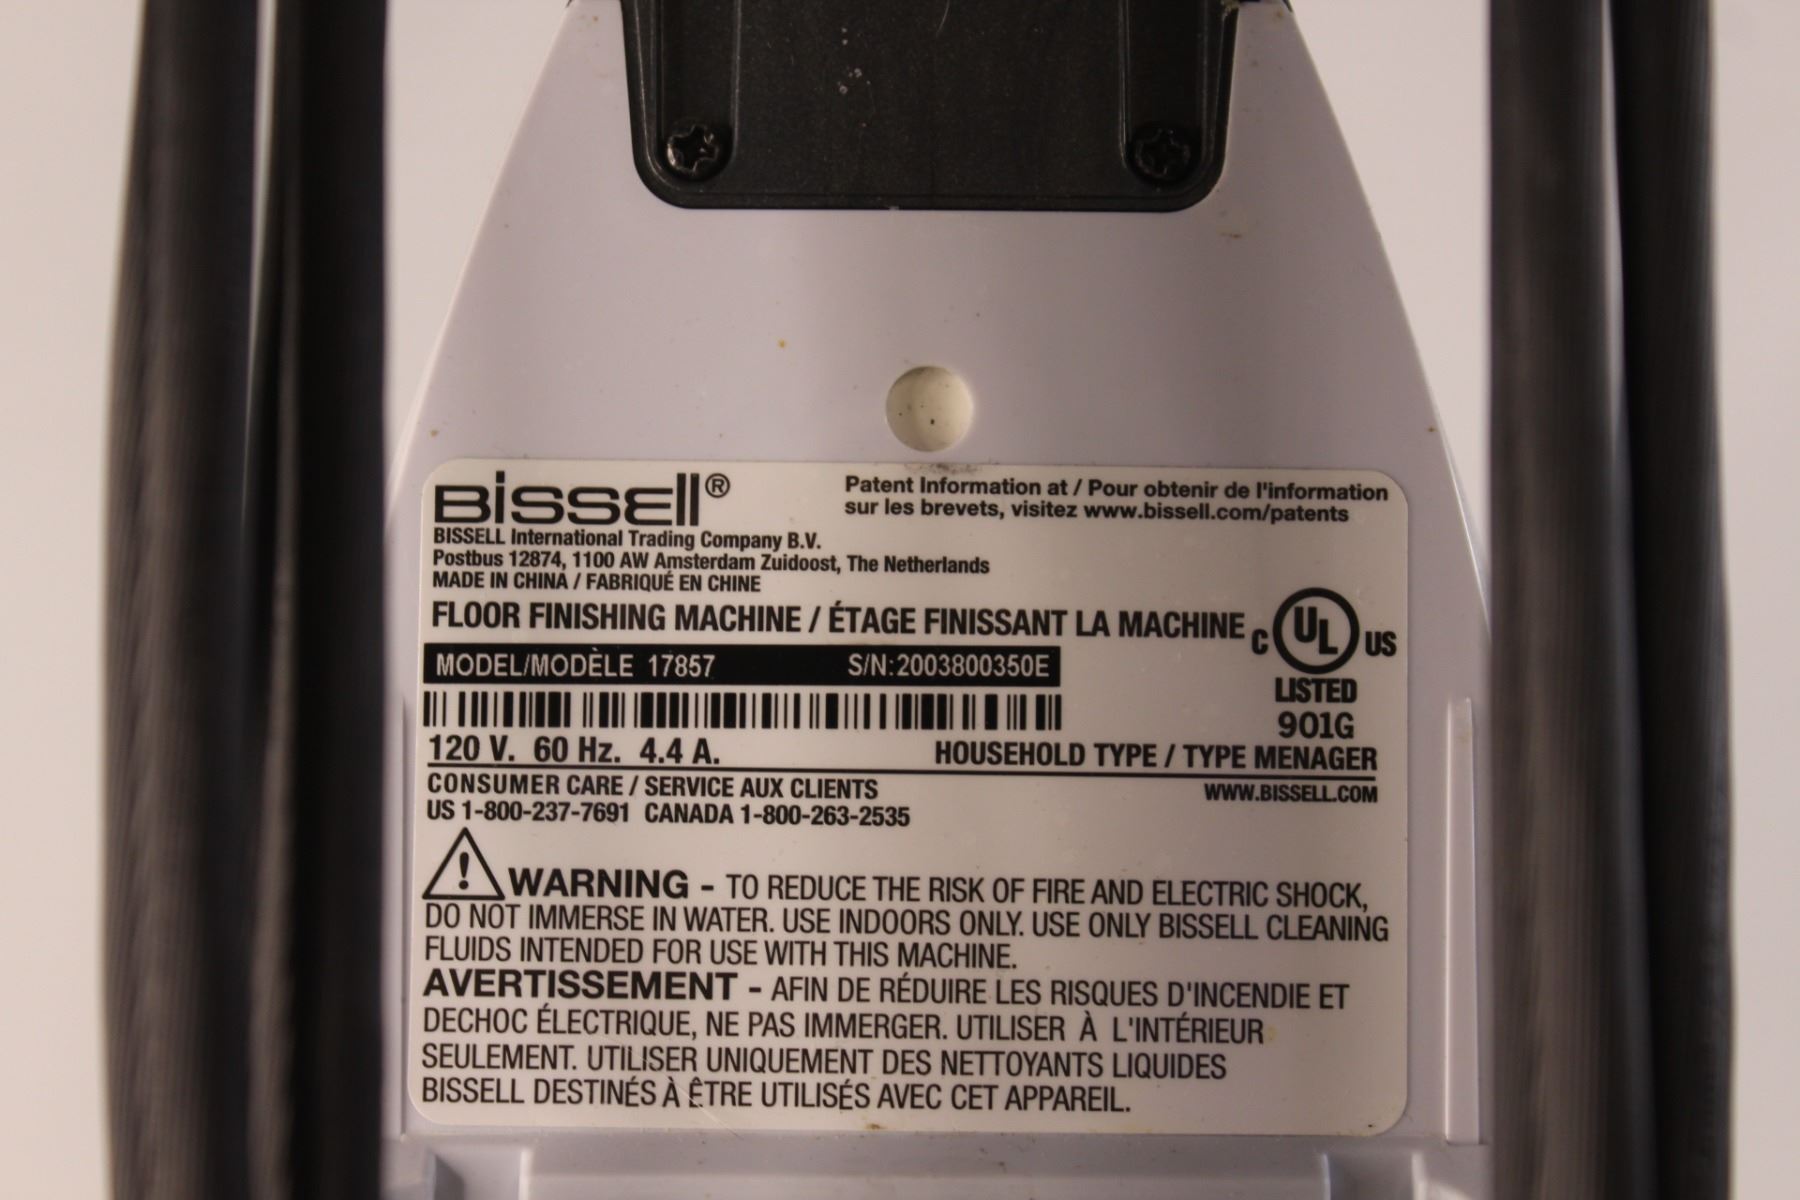 BISSELL®
Patent Information at / Pour obtenir de l'information
sur les brevets, visitez www.bissell.com/patents
BISSELL International Trading Company B.V.
Postbus 12874, 1100 AW Amsterdam Zuidoost, The Netherlands
MADE IN CHINA / FABRIQUÉ EN CHINE
FLOOR FINISHING MACHINE / ÉTAGE FINISSANT LA MACHINE
C UL US
LISTED
901G
MODEL/MODÈLE 17857 S/N:2003800350E
120 V. 60 Hz. 4.4 A. HOUSEHOLD TYPE / TYPE MENAGER
CONSUMER CARE / SERVICE AUX CLIENTS WWW.BISSELL.COM
US 1-800-237-7691 CANADA 1-800-263-2535
WARNING - TO REDUCE THE RISK OF FIRE AND ELECTRIC SHOCK,
DO NOT IMMERSE IN WATER. USE INDOORS ONLY. USE ONLY BISSELL CLEANING
FLUIDS INTENDED FOR USE WITH THIS MACHINE.
AVERTISSEMENT - AFIN DE RÉDUIRE LES RISQUES D'INCENDIE ET
DECHOC ÉLECTRIQUE, NE PAS IMMERGER. UTILISER À L'INTÉRIEUR
SEULEMENT. UTILISER UNIQUEMENT DES NETTOYANTS LIQUIDES
BISSELL DESTINÉS À ÊTRE UTILISÉS AVEC CET APPAREIL.